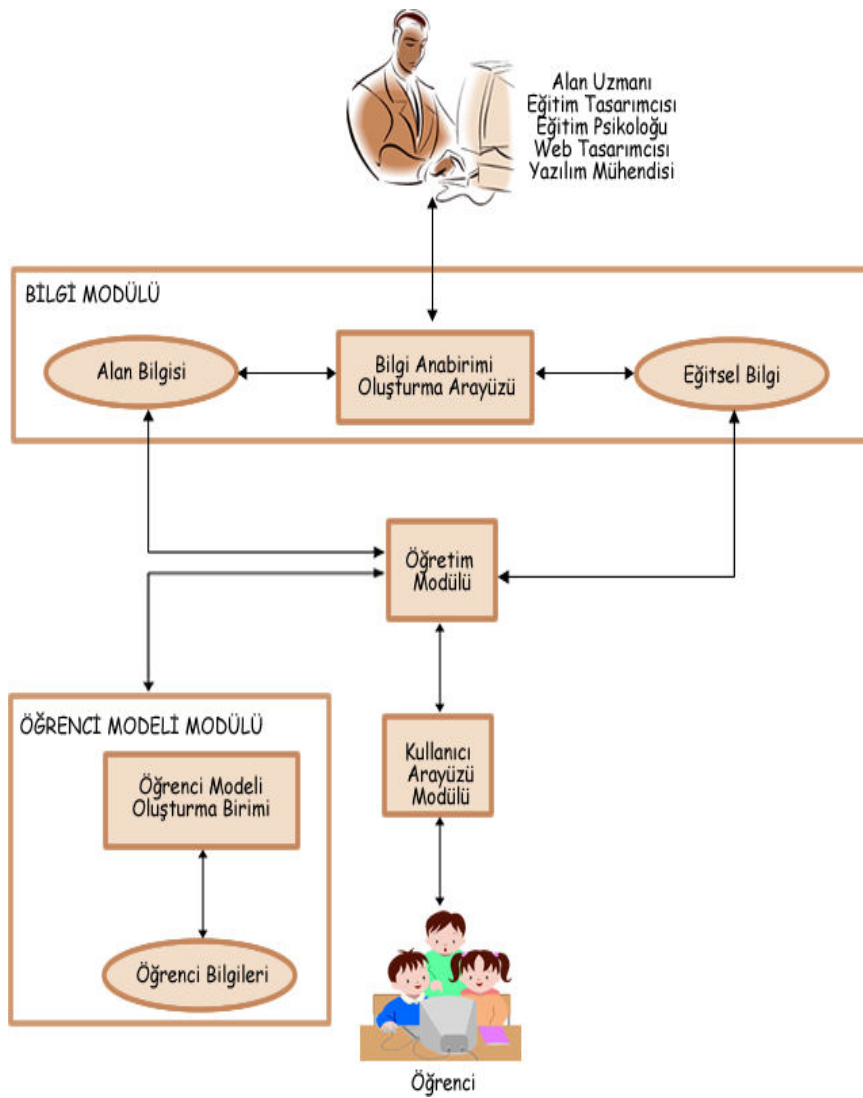 Alan Uzmanı
Eğitim Tasarımcısı
Eğitim Psikoloğu
Web Tasarımcısı
Yazılım Mühendisi
BİLGİ MODÜLÜ
Alan Bilgisi
Bilgi Anabirimi
Oluşturma Arayüzü
Eğitsel Bilgi
Öğretim
Modülü
ÖĞRENCİ MODELİ MODÜLÜ
Öğrenci Modeli
Oluşturma Birimi
Öğrenci Bilgileri
Kullanıcı
Arayüzü
Modülü
Öğrenci